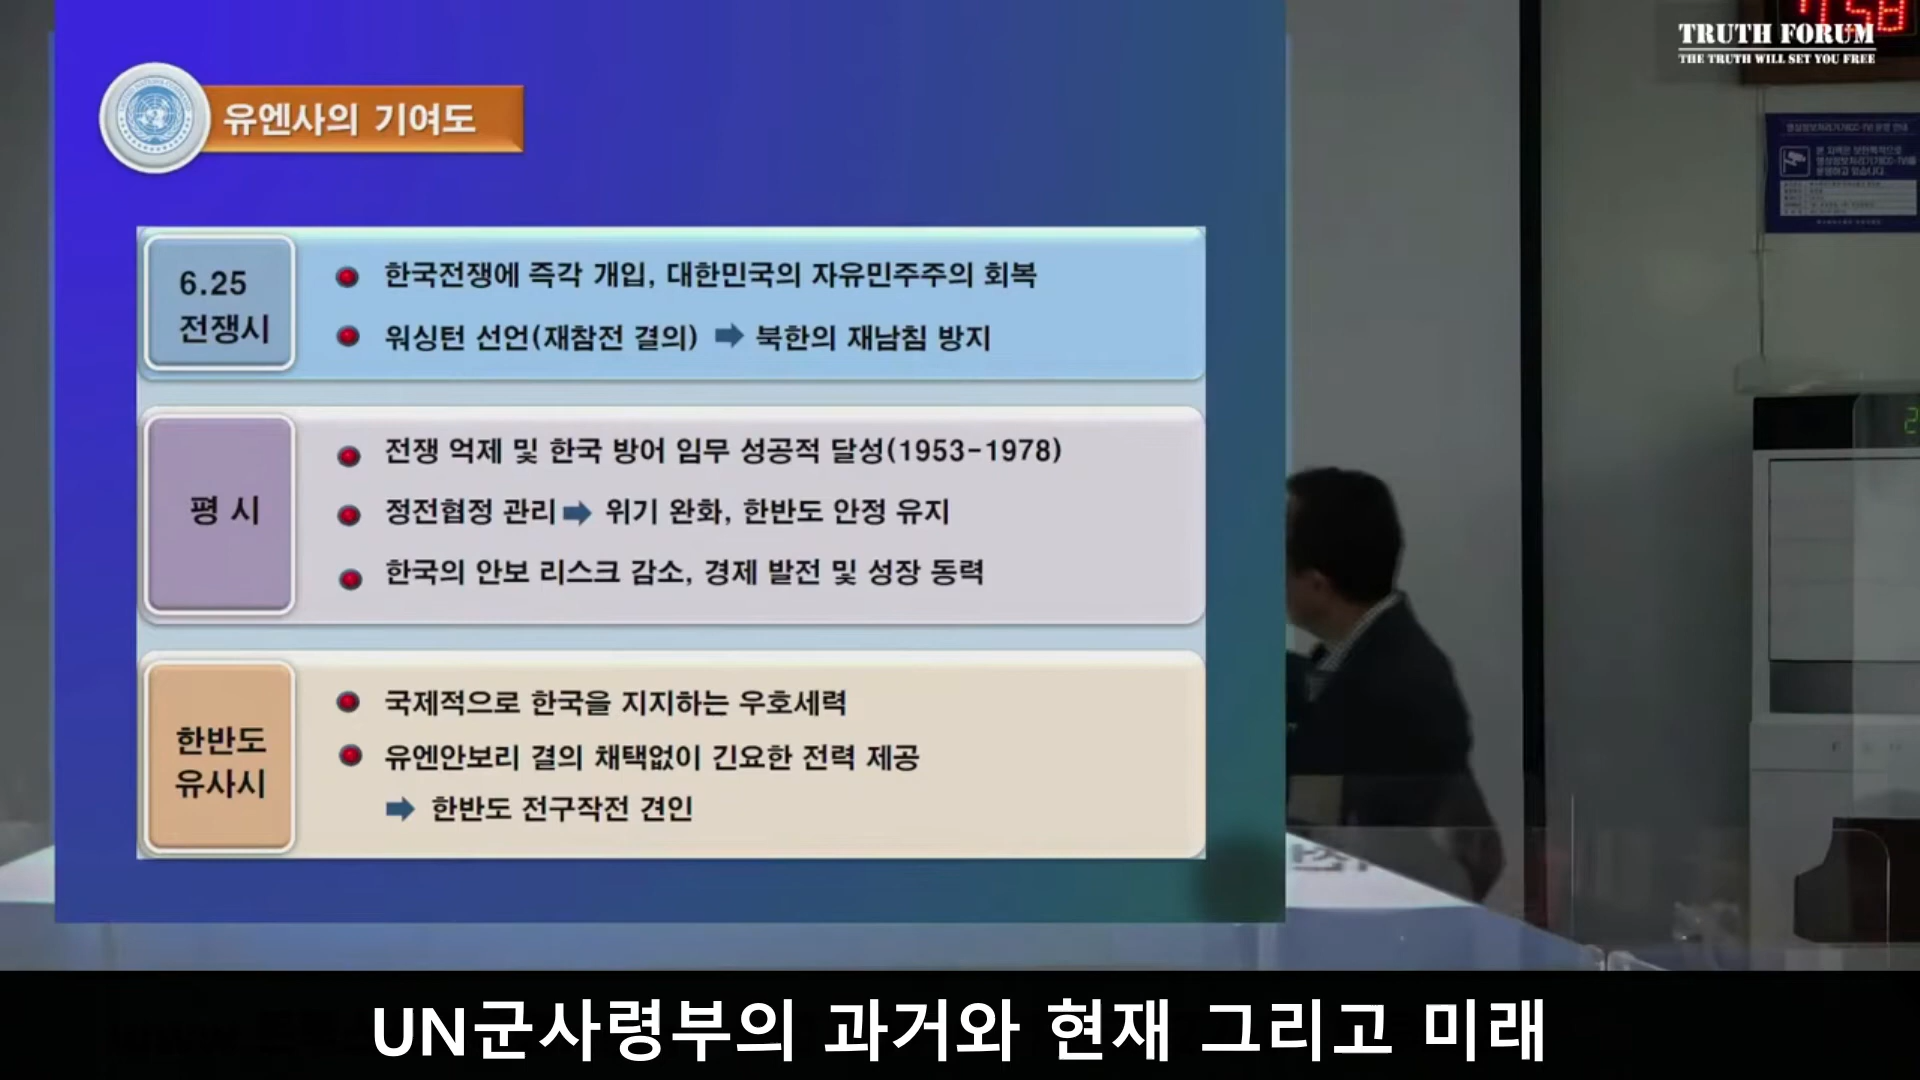 TRUTH FORUM
THE TRUTH WILL SET YOU FREE
유엔사의 기여도
6.25
전쟁시
한국전쟁에 즉각 개입, 대한민국의 자유민주주의 회복
워싱턴 선언(재참전 결의) ➡ 북한의 재남침 방지
평 시
전쟁 억제 및 한국 방어 임무 성공적 달성(1953-1978)
정전협정 관리 ➡ 위기 완화, 한반도 안정 유지
한국의 안보 리스크 감소, 경제 발전 및 성장 동력
한반도
유사시
국제적으로 한국을 지지하는 우호세력
유엔안보리 결의 채택없이 긴요한 전력 제공
➡ 한반도 전구작전 견인
UN군사령부의 과거와 현재 그리고 미래